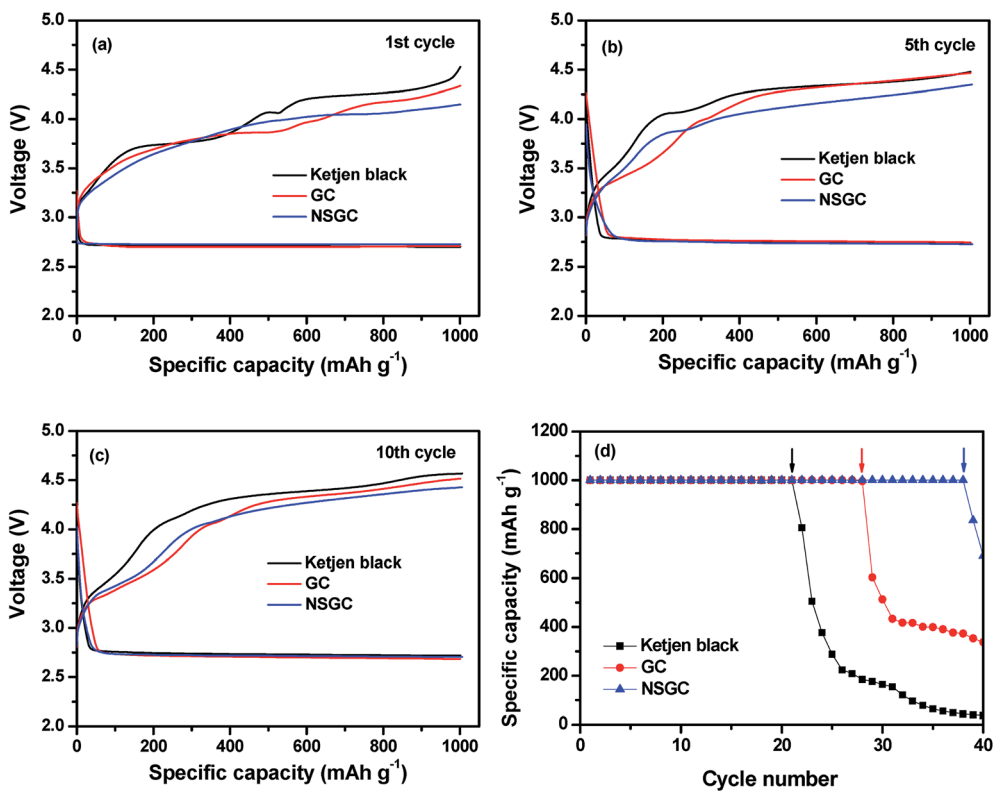 (a)
1st cycle
Voltage (V)
5.0
4.5
4.0
3.5
3.0
2.5
2.0
Ketjen black
GC
NSGC
0 200 400 600 800 1000
Specific capacity (mAh g⁻¹)
(b)
5th cycle
Voltage (V)
5.0
4.5
4.0
3.5
3.0
2.5
2.0
Ketjen black
GC
NSGC
0 200 400 600 800 1000
Specific capacity (mAh g⁻¹)
(c)
10th cycle
Voltage (V)
5.0
4.5
4.0
3.5
3.0
2.5
2.0
Ketjen black
GC
NSGC
0 200 400 600 800 1000
Specific capacity (mAh g⁻¹)
(d)
Specific capacity (mAh g⁻¹)
1200
1000
800
600
400
200
0
Ketjen black
GC
NSGC
0 10 20 30 40
Cycle number